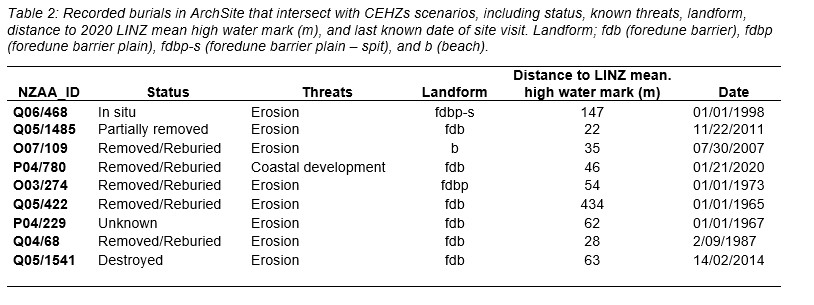 Table 2: Recorded burials in ArchSite that intersect with CEHZs scenarios, including status, known threats, landform,
distance to 2020 LINZ mean high water mark (m), and last known date of site visit. Landform; fdb (foredune barrier), fdbp
(foredune barrier plain), fdbp-s (foredune barrier plain – spit), and b (beach).
Distance to LINZ mean.
NZAA_ID Status Threats Landform high water mark (m) Date
Q06/468 In situ Erosion fdbp-s 147 01/01/1998
Q05/1485 Partially removed Erosion fdb 22 11/22/2011
O07/109 Removed/Reburied Erosion b 35 07/30/2007
P04/780 Removed/Reburied Coastal development fdb 46 01/21/2020
O03/274 Removed/Reburied Erosion fdbp 54 01/01/1973
Q05/422 Removed/Reburied Erosion fdb 434 01/01/1965
P04/229 Unknown Erosion fdb 62 01/01/1967
Q04/68 Removed/Reburied Erosion fdb 28 2/09/1987
Q05/1541 Destroyed Erosion fdb 63 14/02/2014